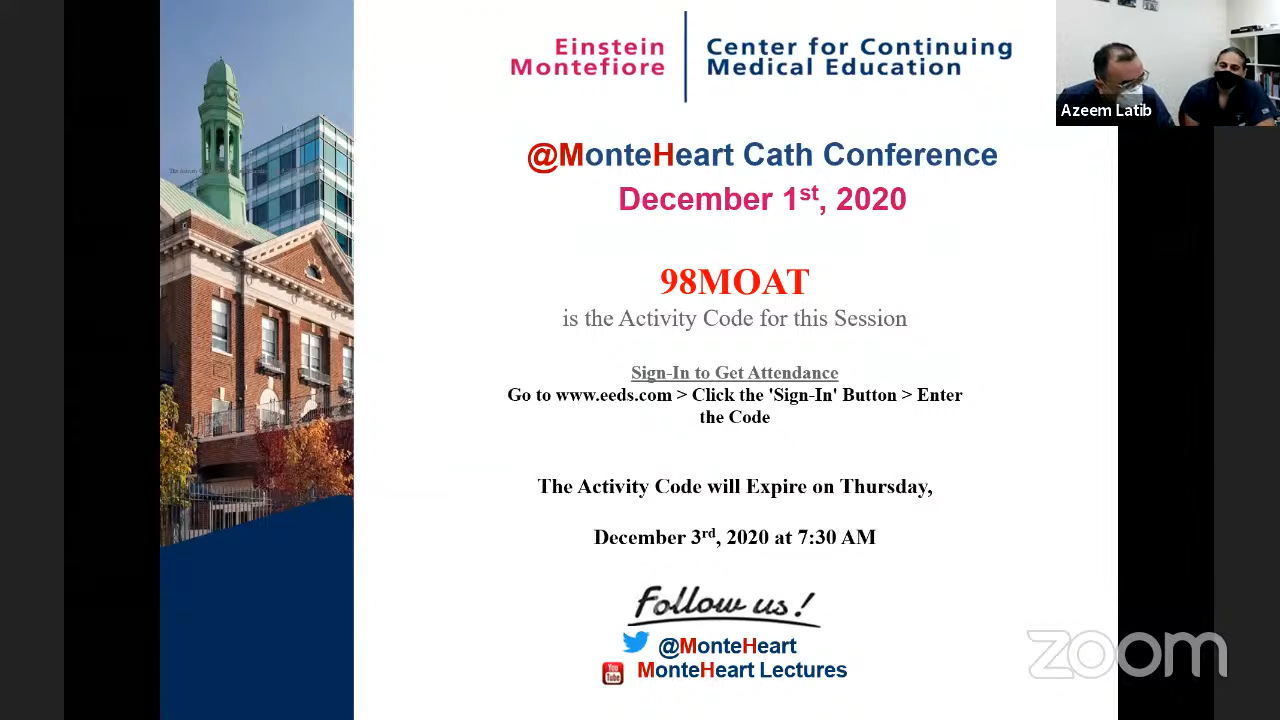 Einstein
Montefiore
Center for Continuing
Medical Education
Azeem Latib
@MonteHeart Cath Conference
December 1st, 2020
98MOAT
is the Activity Code for this Session
Sign-In to Get Attendance
Go to www.eeds.com > Click the 'Sign-In' Button > Enter
the Code
The Activity Code will Expire on Thursday,
December 3rd, 2020 at 7:30 AM
Follow us!
@MonteHeart
You
Tube
MonteHeart Lectures
zoom